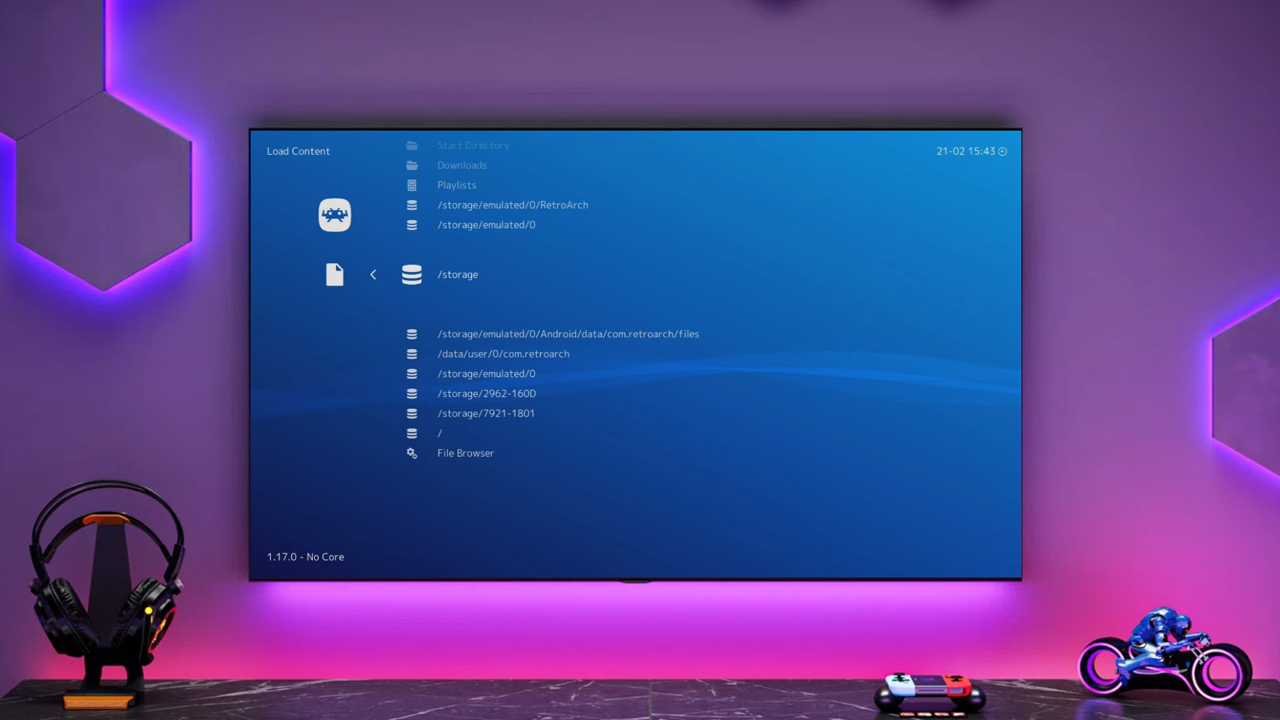 Load Content
21-02 15:43
Start Directory
Downloads
Playlists
/storage/emulated/0/RetroArch
/storage/emulated/0
/storage
/storage/emulated/0/Android/data/com.retroarch/files
/data/user/0/com.retroarch
/storage/emulated/0
/storage/2962-160D
/storage/7921-1801
/
File Browser
1.17.0 - No Core